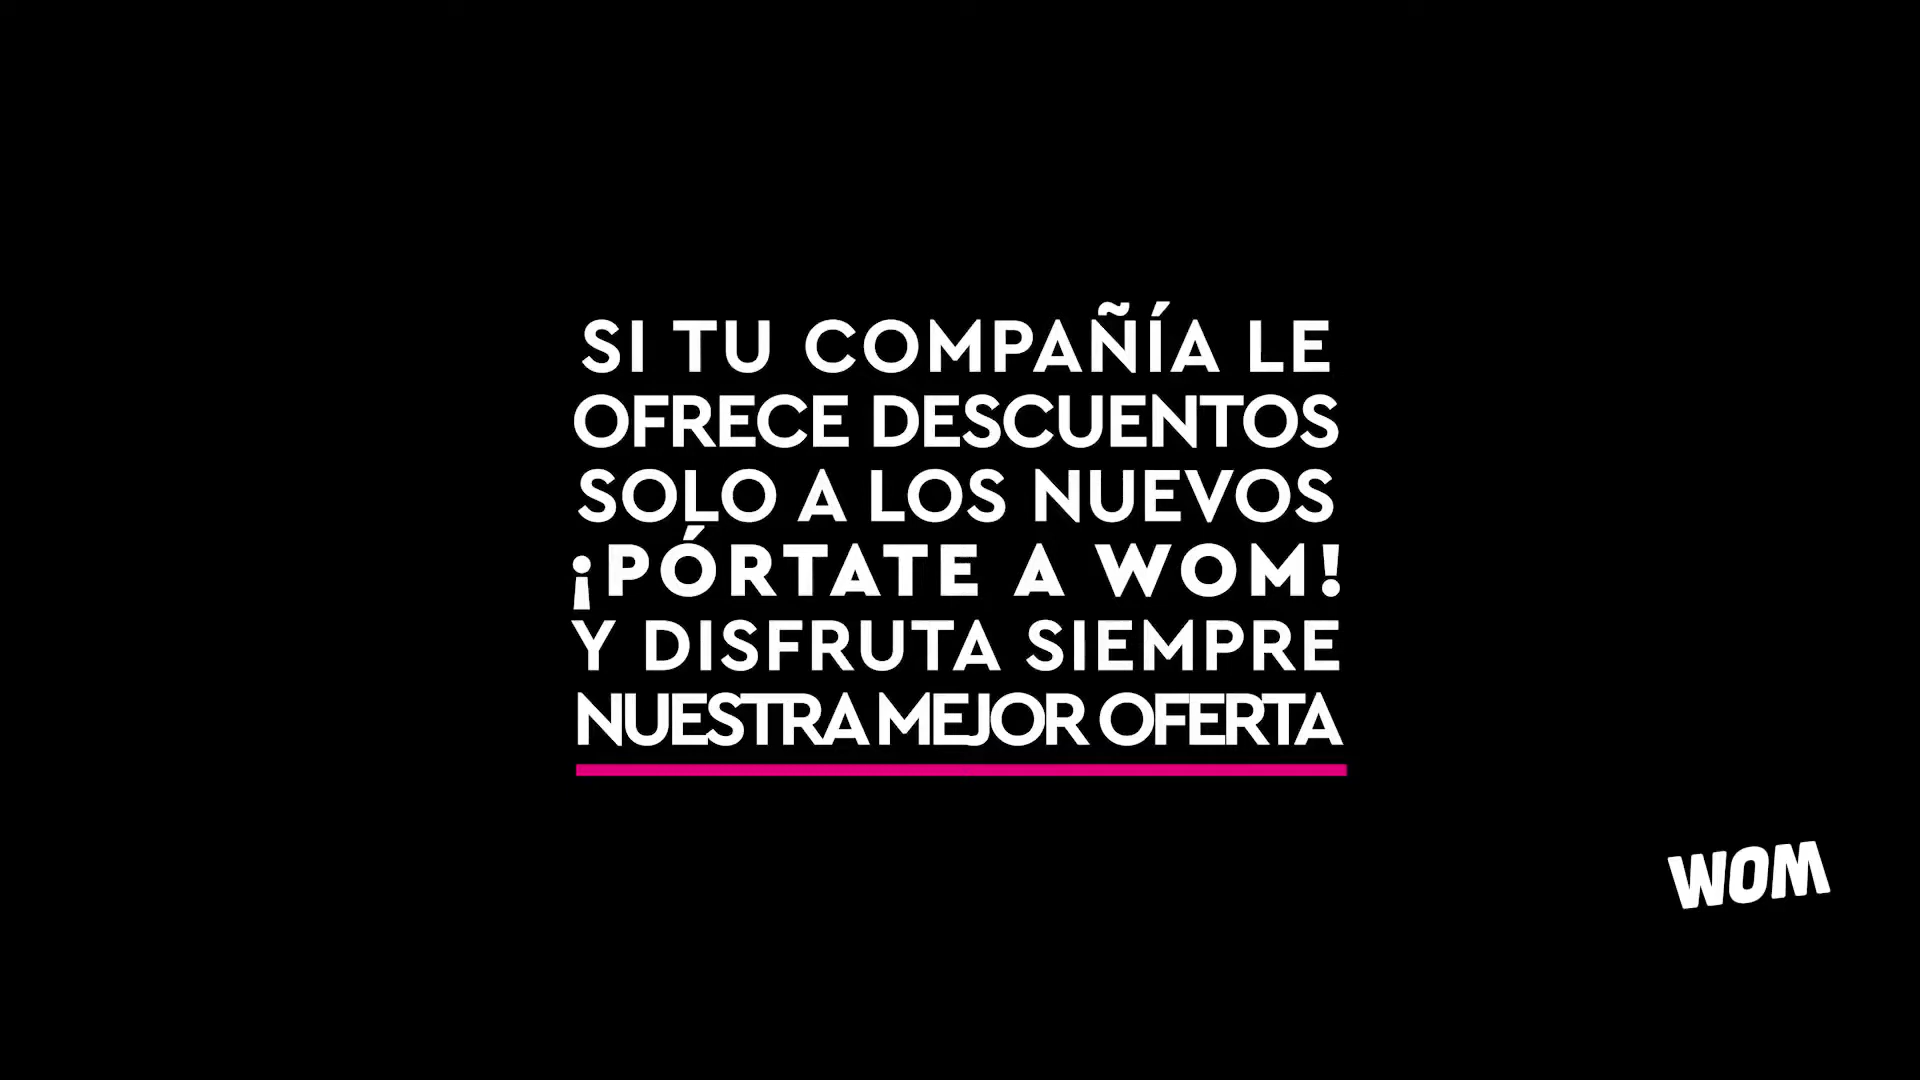 SI TU COMPAÑÍA LE
OFRECE DESCUENTOS
SOLO A LOS NUEVOS
¡PÓRTATE A WOM!
Y DISFRUTA SIEMPRE
NUESTRA MEJOR OFERTA
WOM